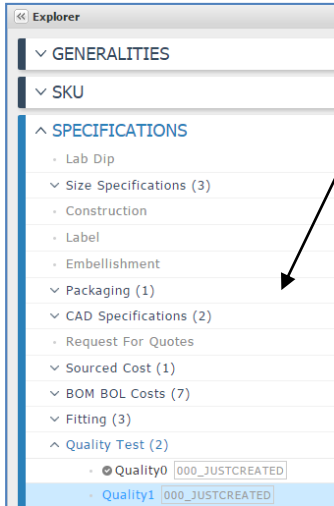 Explorer
GENERALITIES
SKU
SPECIFICATIONS
Lab Dip
Size Specifications (3)
Construction
Label
Embellishment
Packaging (1)
CAD Specifications (2)
Request For Quotes
Sourced Cost (1)
BOM BOL Costs (7)
Fitting (3)
Quality Test (2)
Quality0 000_JUSTCREATED
Quality1 000_JUSTCREATED